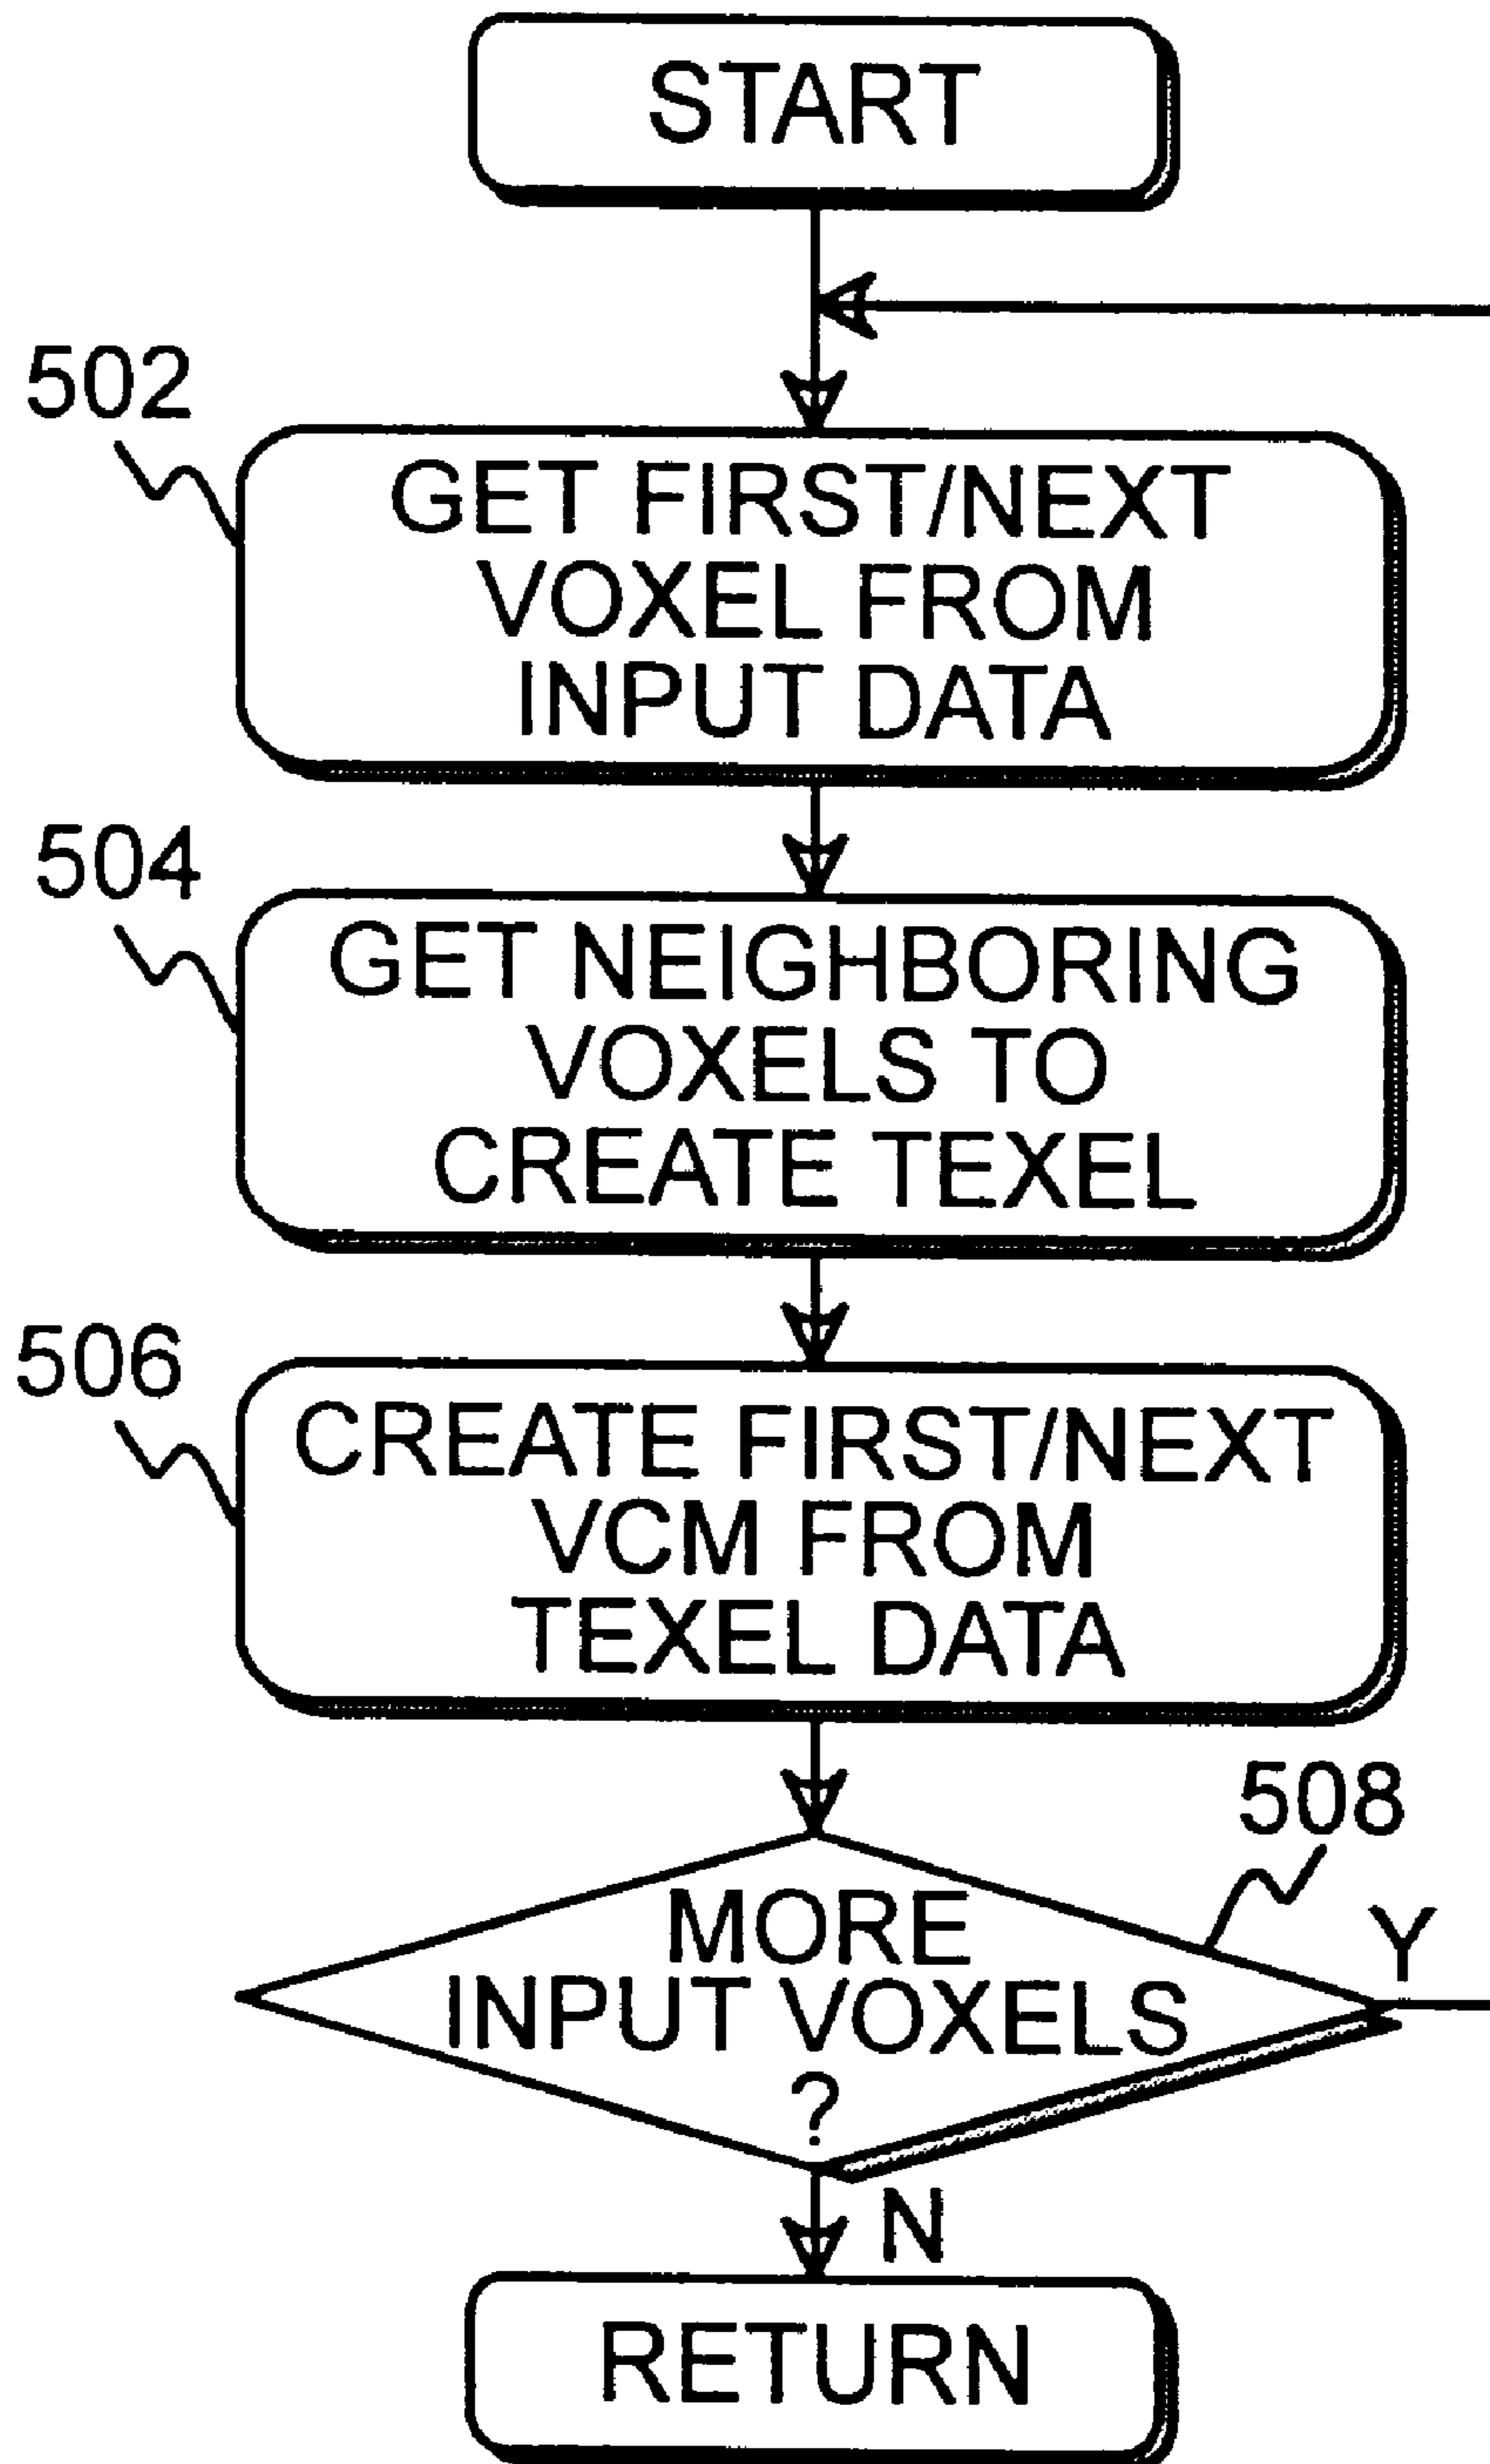 START
502
GET FIRST/NEXT
VOXEL FROM
INPUT DATA
504
GET NEIGHBORING
VOXELS TO
CREATE TEXEL
506
CREATE FIRST/NEXT
VCM FROM
TEXEL DATA
508
MORE
INPUT VOXELS
?
Y
N
RETURN